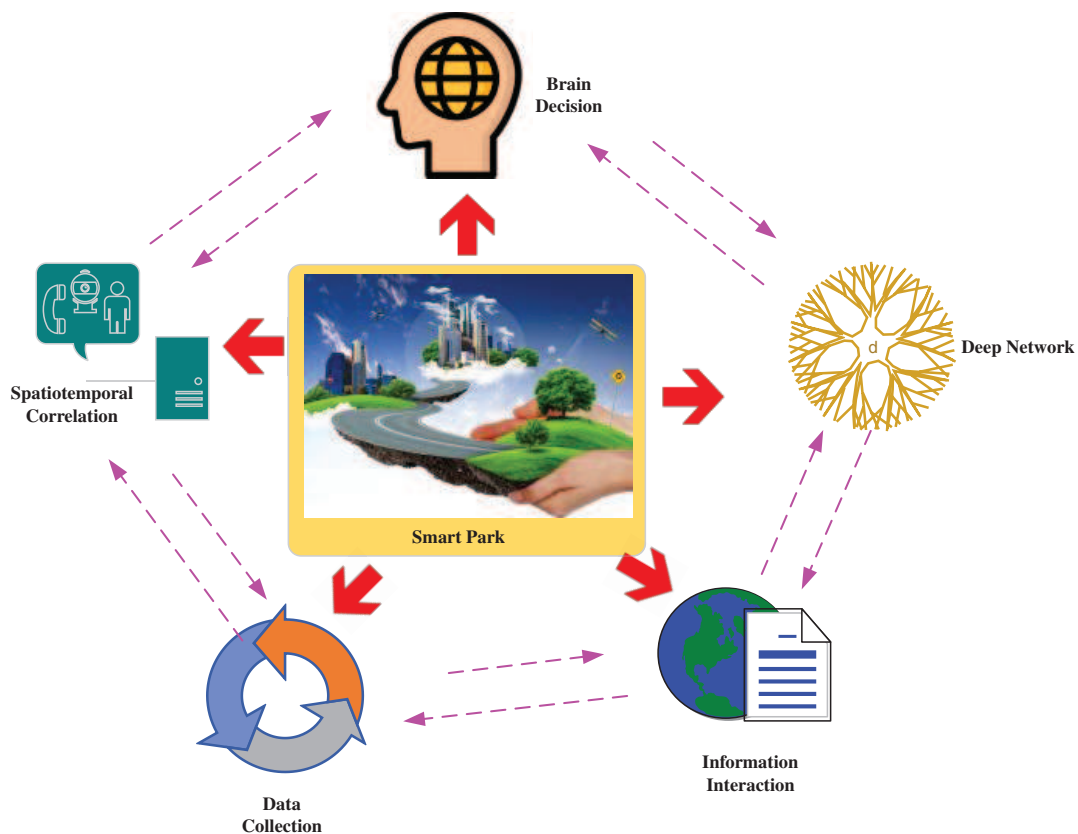 Brain
Decision
d
Deep Network
Spatiotemporal
Correlation
Smart Park
Information
Interaction
Data
Collection